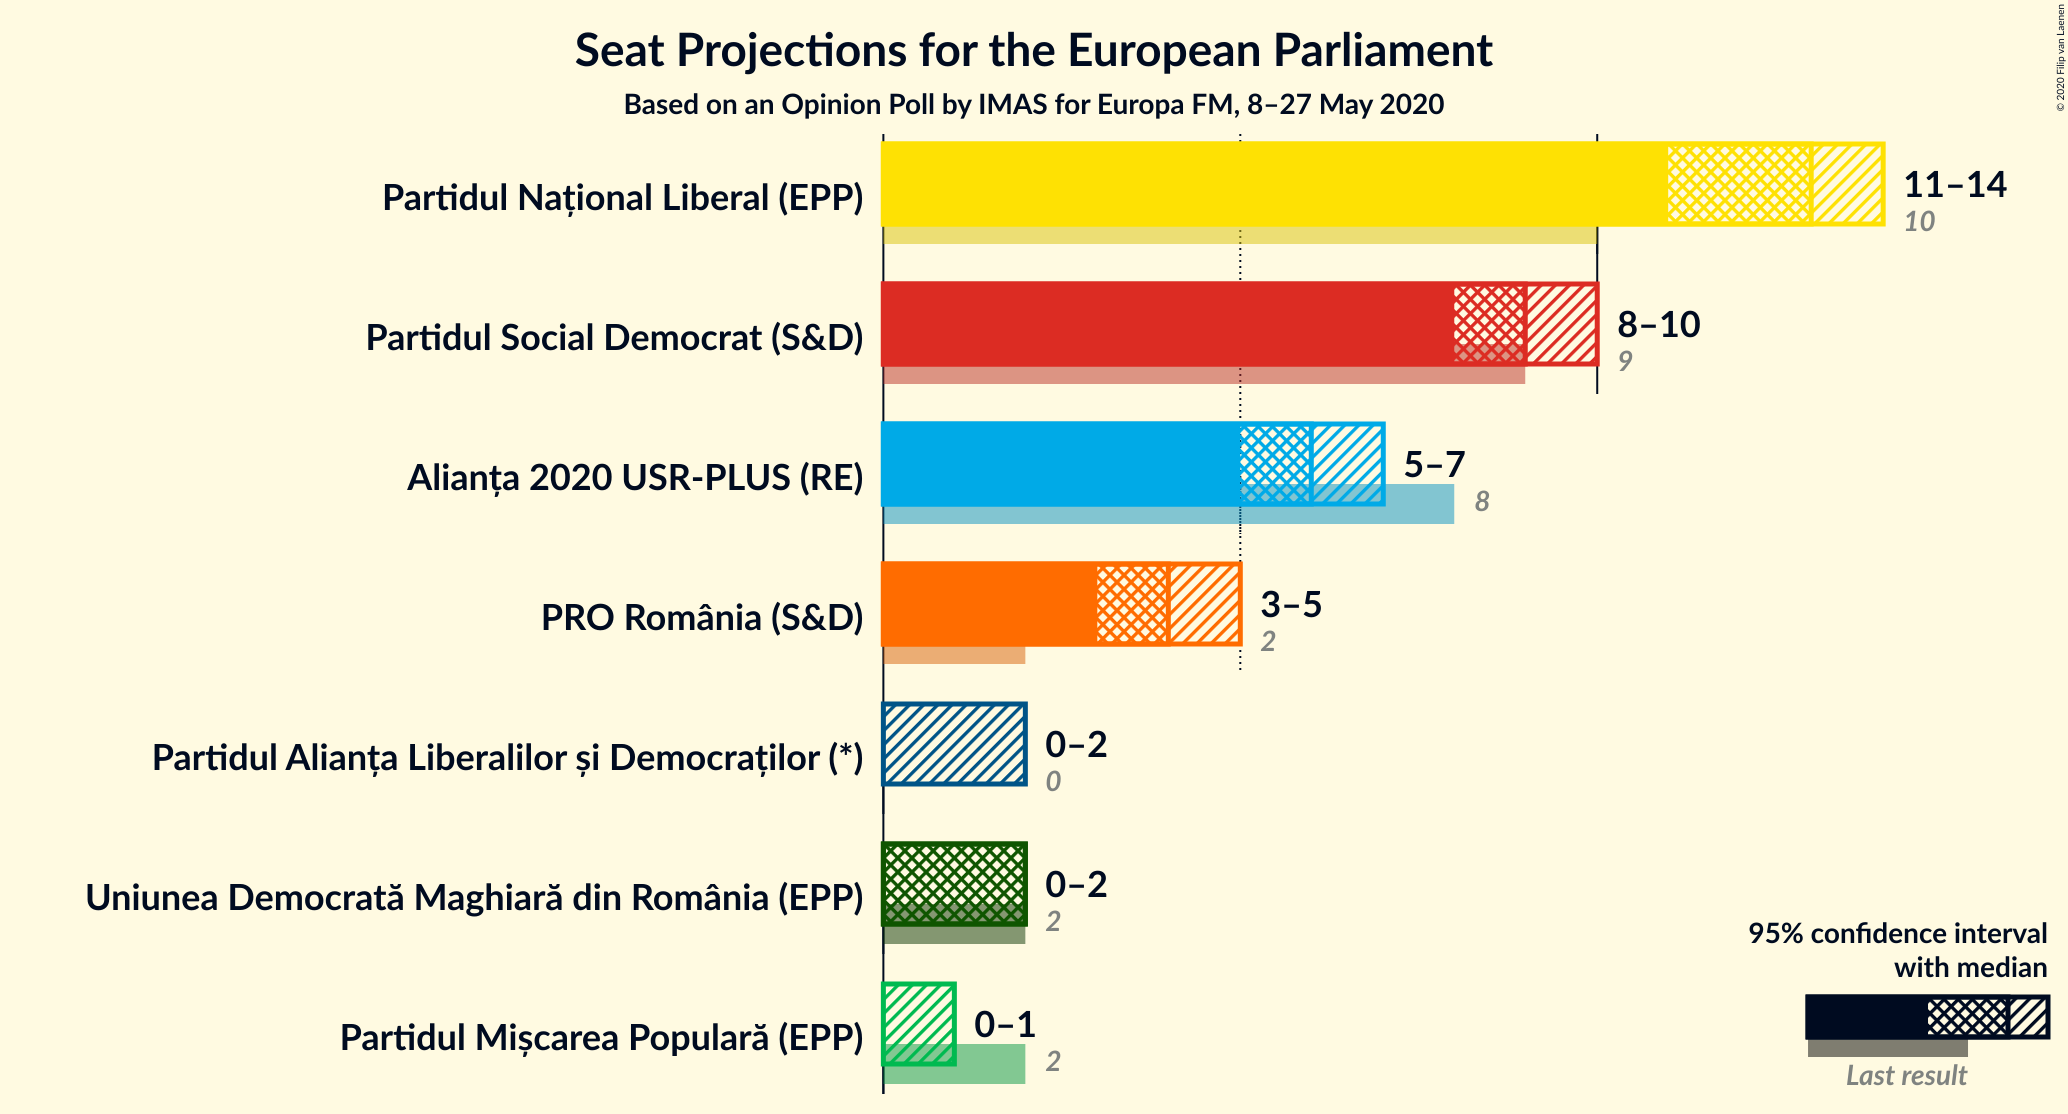 Seat Projections for the European Parliament
Based on an Opinion Poll by IMAS for Europa FM, 8–27 May 2020
© 2020 Filip van Laenen
Partidul Național Liberal (EPP)
11–14
10
Partidul Social Democrat (S&D)
8–10
9
Alianța 2020 USR-PLUS (RE)
5–7
8
PRO România (S&D)
3–5
2
Partidul Alianța Liberalilor și Democraților (*)
0–2
0
Uniunea Democrată Maghiară din România (EPP)
0–2
2
Partidul Mișcarea Populară (EPP)
0–1
2
95% confidence interval
with median
Last result